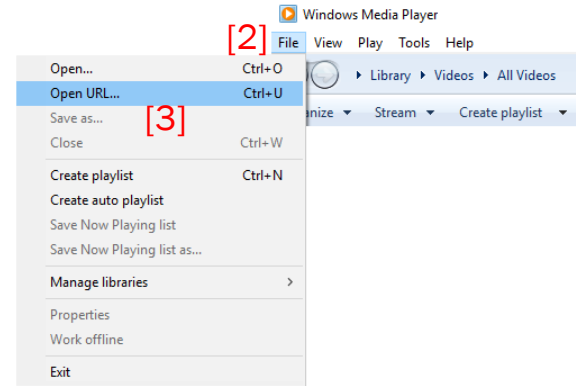 Windows Media Player
[2]
File View Play Tools Help
Library Videos All Videos
nize Stream Create playlist
Open... Ctrl+O
Open URL... Ctrl+U
[3]
Save as...
Close Ctrl+W
Create playlist Ctrl+N
Create auto playlist
Save Now Playing list
Save Now Playing list as...
Manage libraries
Properties
Work offline
Exit